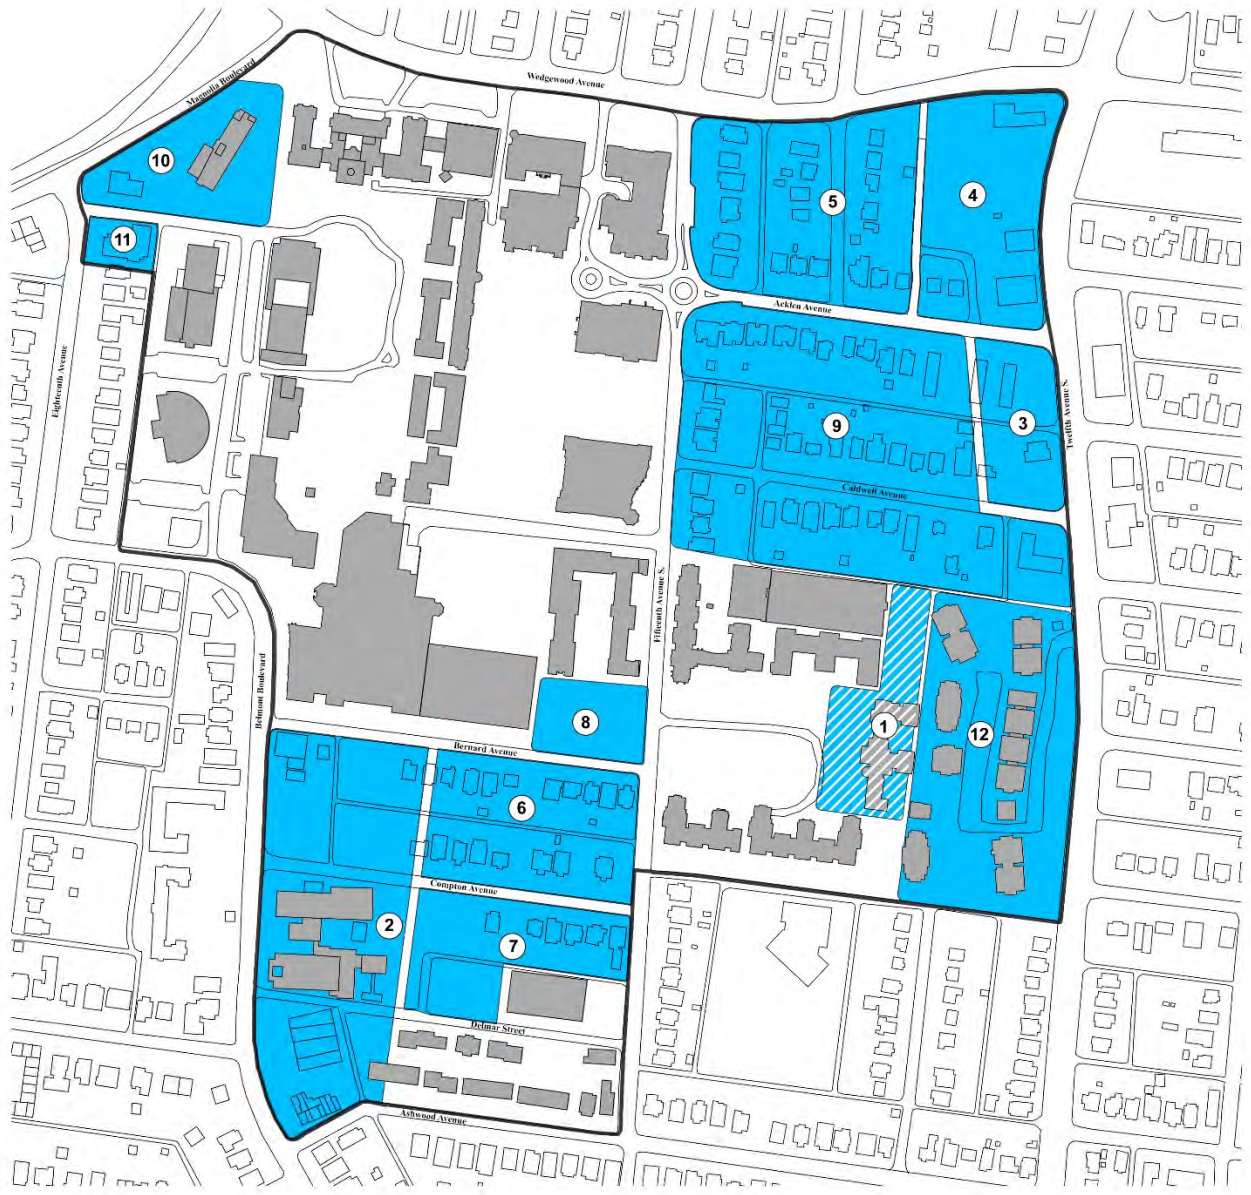 Wedgewood Avenue
Magnolia Boulevard
10
4
5
11
Acklen Avenue
Eighteenth Avenue
Twelfth Avenue S.
3
9
Caldwell Avenue
Fifteenth Avenue S.
Belmont Boulevard
8
1
12
Bernard Avenue
6
Compton Avenue
2
7
Delmar Street
Ashwood Avenue